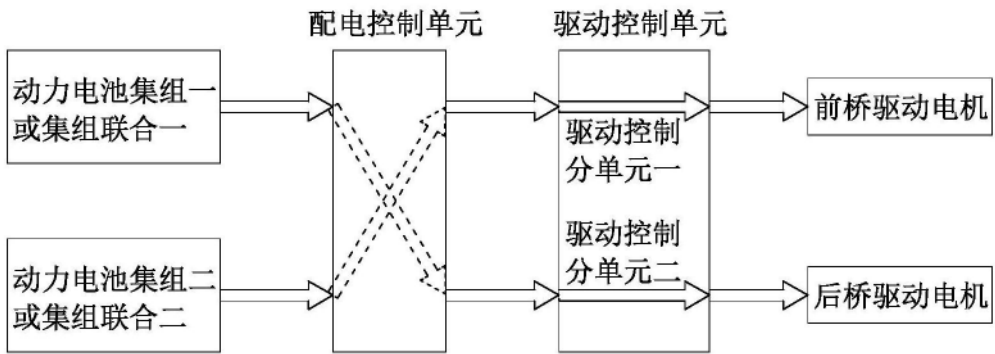 配电控制单元
驱动控制单元
动力电池集组一
或集组联合一
前桥驱动电机
驱动控制
分单元一
驱动控制
分单元二
动力电池集组二
或集组联合二
后桥驱动电机